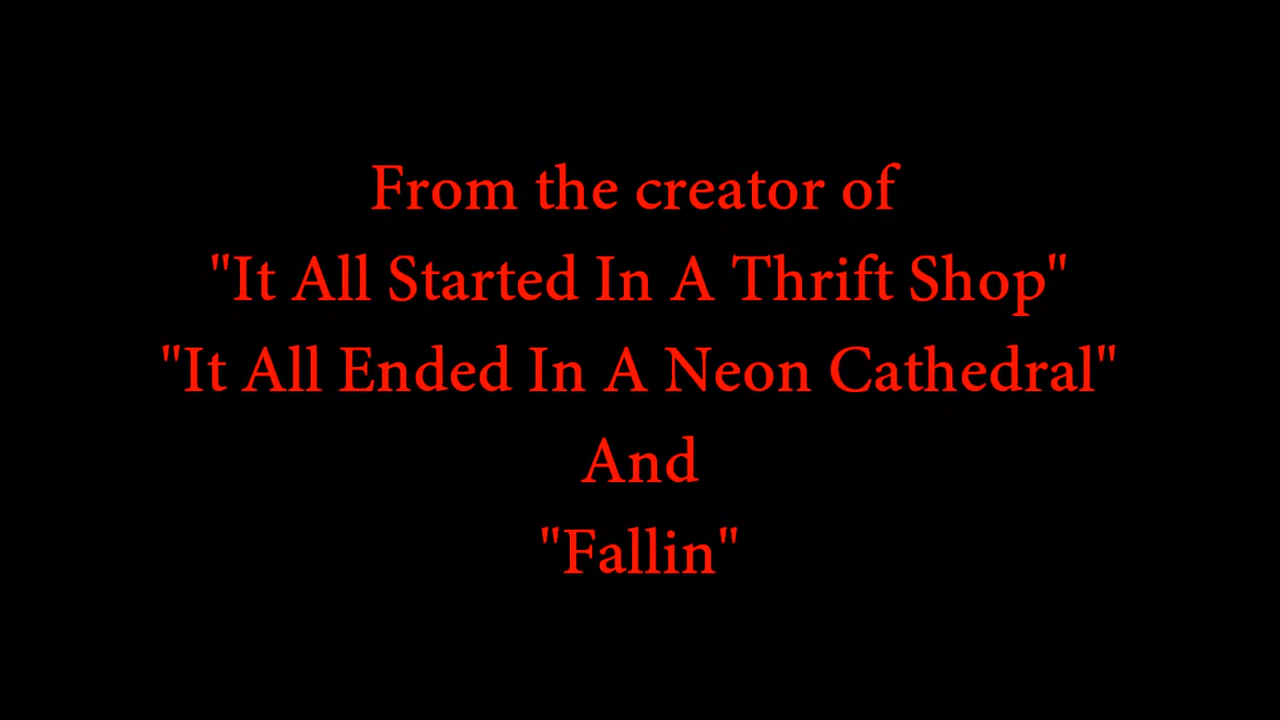 From the creator of
"It All Started In A Thrift Shop"
"It All Ended In A Neon Cathedral"
And
"Fallin"